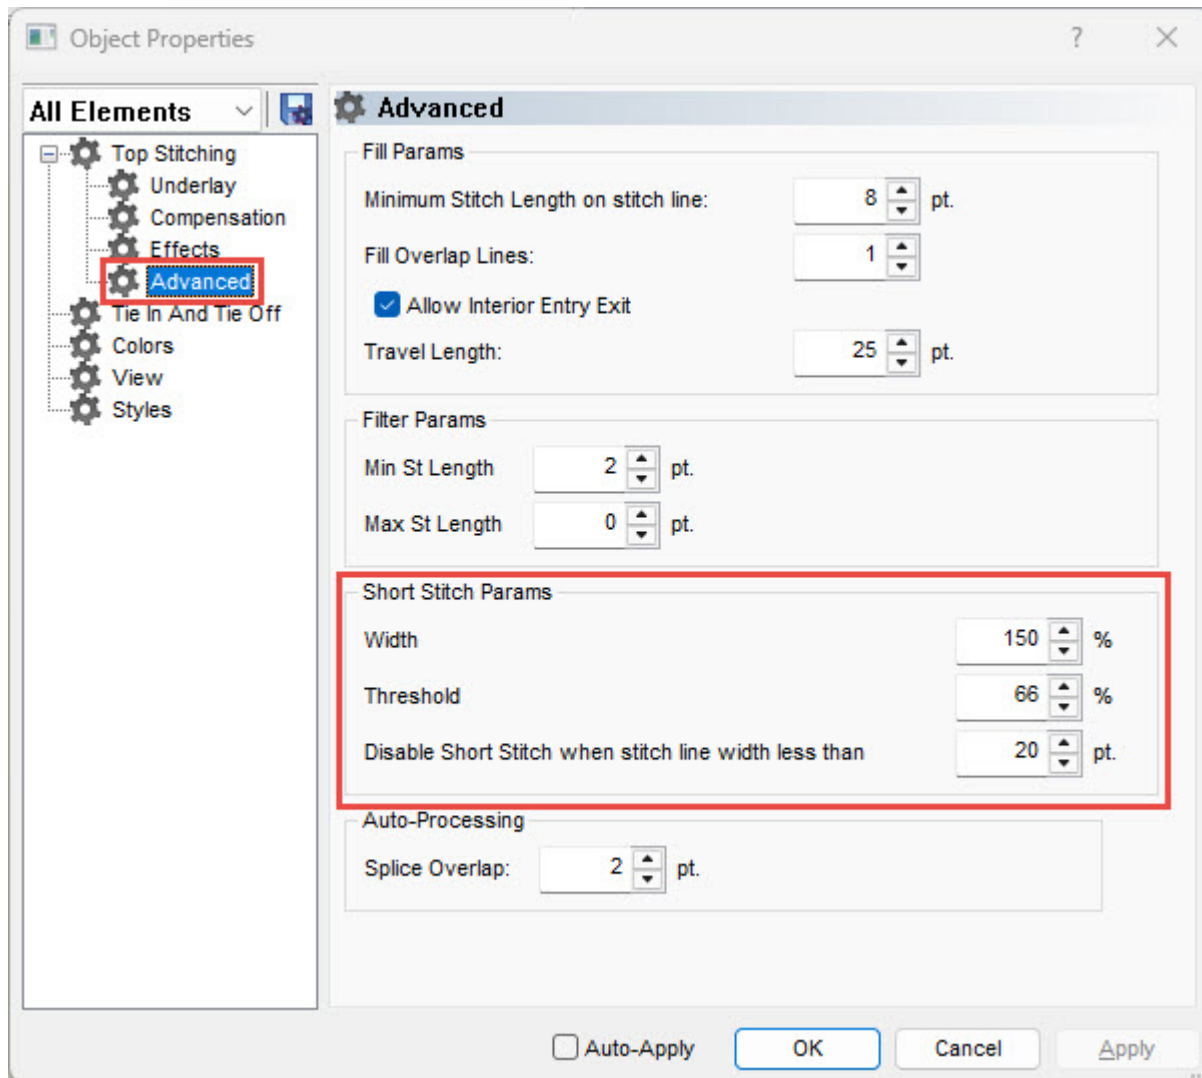 Object Properties ?
All Elements
Top Stitching
Underlay
Compensation
Effects
Advanced
Tie In And Tie Off
Colors
View
Styles
Advanced
Fill Params
Minimum Stitch Length on stitch line: 8 pt.
Fill Overlap Lines: 1
Allow Interior Entry Exit
Travel Length: 25 pt.
Filter Params
Min St Length 2 pt.
Max St Length 0 pt.
Short Stitch Params
Width 150 %
Threshold 66 %
Disable Short Stitch when stitch line width less than 20 pt.
Auto-Processing
Splice Overlap: 2 pt.
Auto-Apply OK Cancel Apply